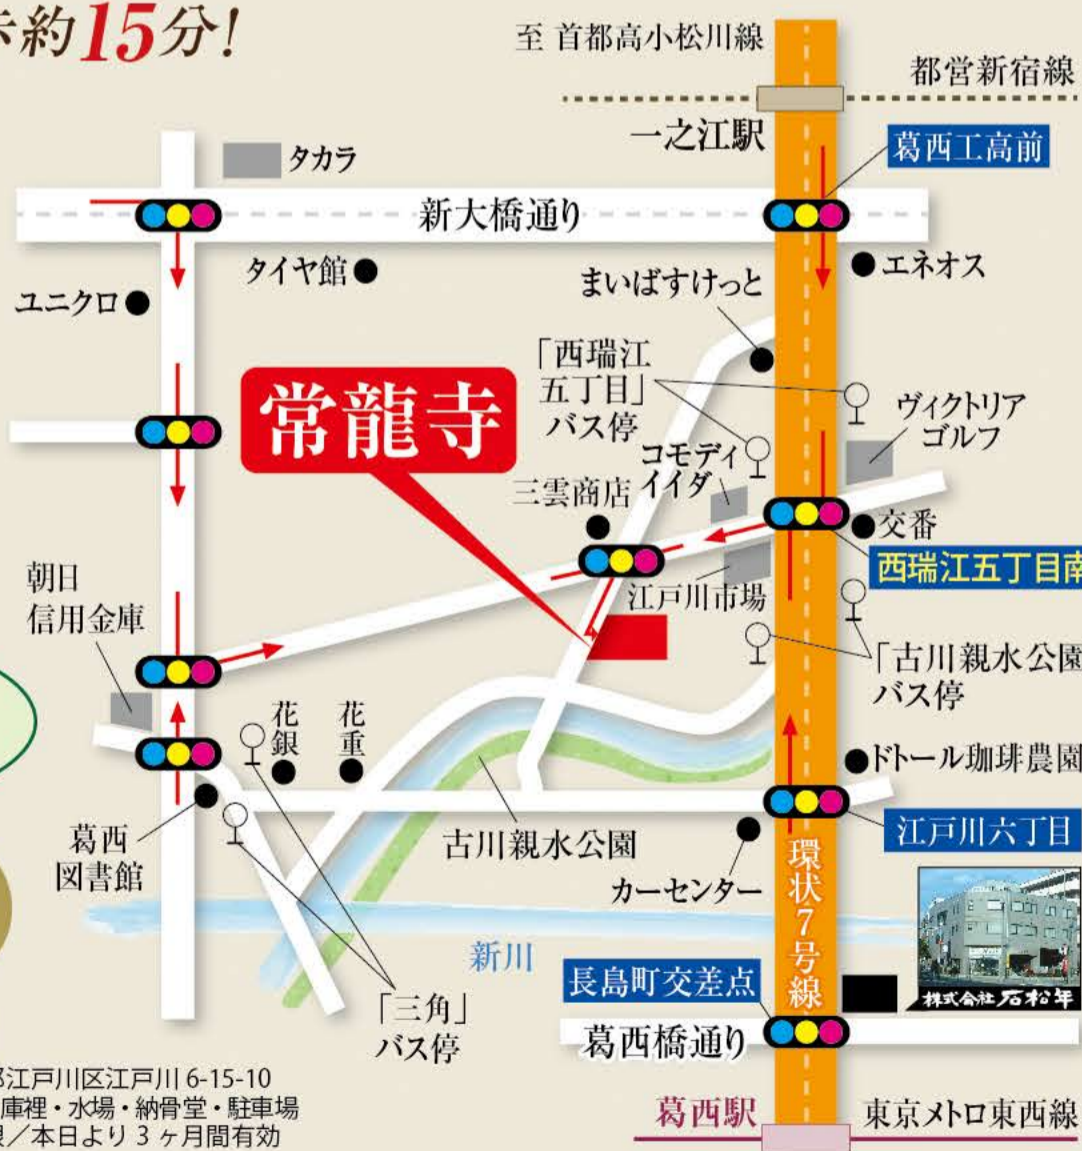 歩約15分!
至 首都高小松川線
都営新宿線
一之江駅
葛西工高前
タカラ
新大橋通り
タイヤ館
エネオス
ユニクロ
まいばすけっと
「西瑞江
五丁目」
バス停
ヴィクトリア
ゴルフ
常龍寺
コモディ
イイダ
三雲商店
交番
西瑞江五丁目南
朝日
信用金庫
江戸川市場
「古川親水公園
バス停
花銀
花重
ドトール珈琲農園
江戸川六丁目
葛西
図書館
古川親水公園
カーセンター
環状7号線
新川
株式会社石松年
「三角」
バス停
長島町交差点
葛西橋通り
江戸川区江戸川 6-15-10
庫裡・水場・納骨堂・駐車場
/本日より 3 ヶ月間有効
葛西駅
東京メトロ東西線